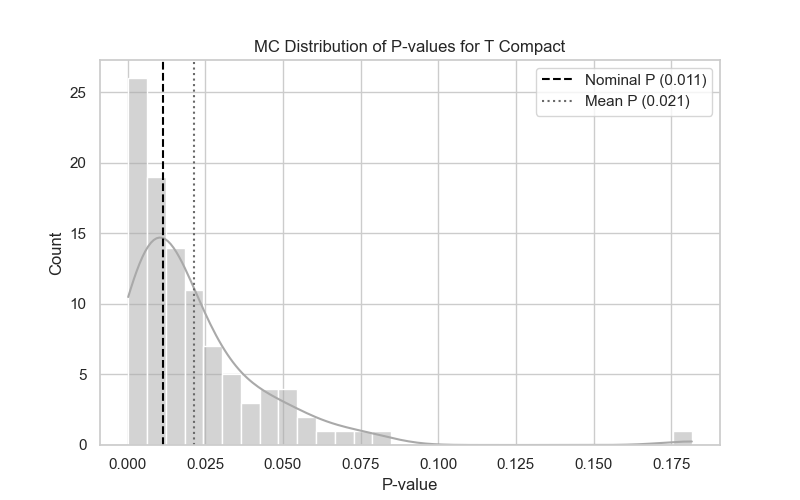 MC Distribution of P-values for T Compact
Nominal P (0.011)
Mean P (0.021)
Count
25
20
15
10
5
0
0.000 0.025 0.050 0.075 0.100 0.125 0.150 0.175
P-value